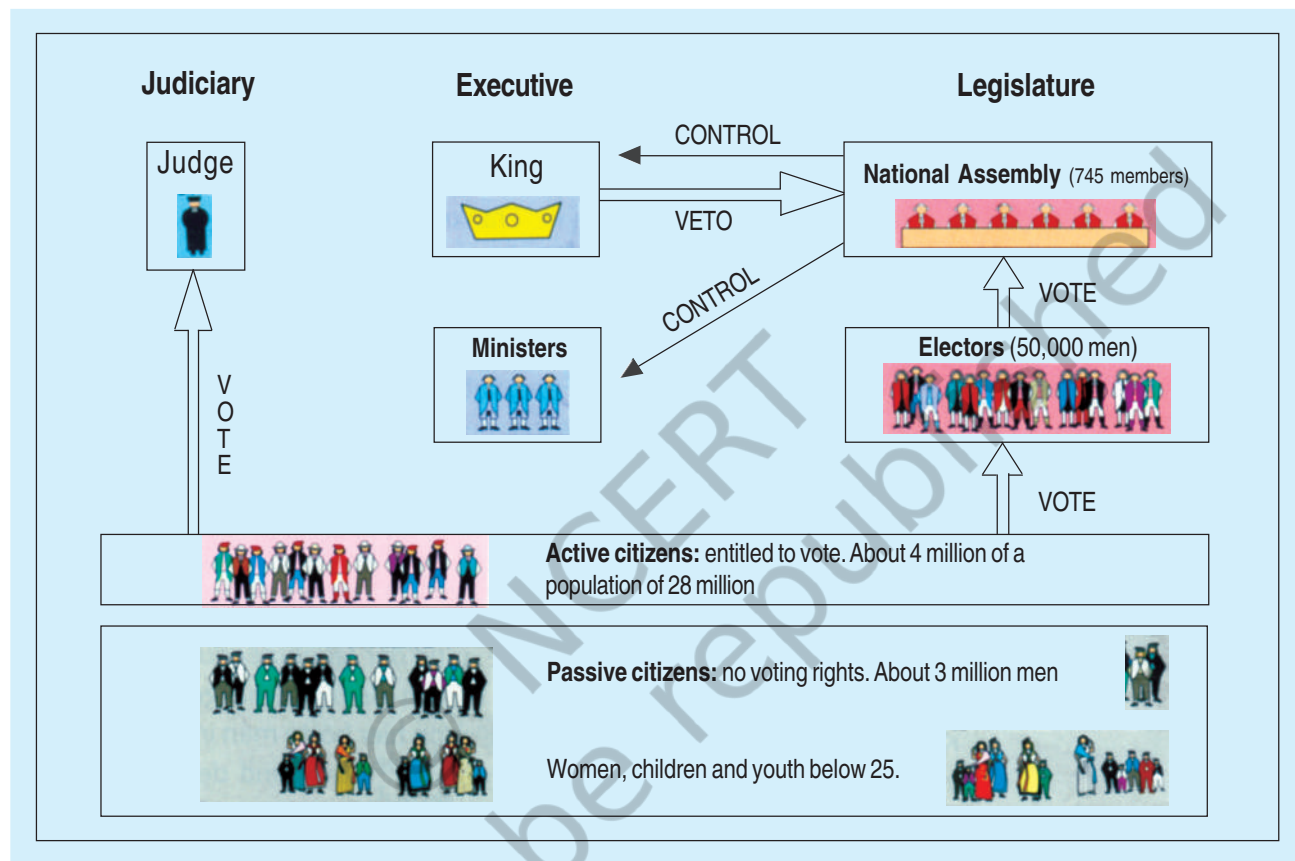 Judiciary
Executive
Legislature
Judge
King
CONTROL
VETO
National Assembly (745 members)
CONTROL
VOTE
Ministers
Electors (50,000 men)
VOTE
VOTE
Active citizens: entitled to vote. About 4 million of a
population of 28 million
Passive citizens: no voting rights. About 3 million men
Women, children and youth below 25.
© NCERT
be republished